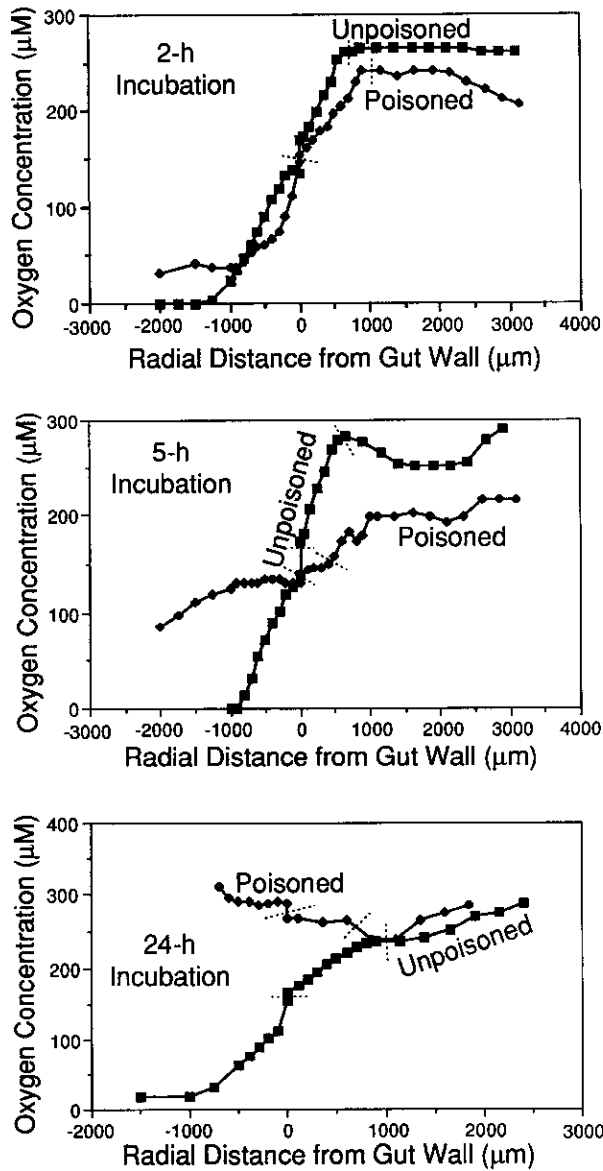 300
200
100
0
Oxygen Concentration (µM)
2-h
Incubation
Unpoisoned
Poisoned
-3000 -2000 -1000 0 1000 2000 3000 4000
Radial Distance from Gut Wall (µm)
300
200
100
0
Oxygen Concentration (µM)
5-h
Incubation
Unpoisoned
Poisoned
-3000 -2000 -1000 0 1000 2000 3000 4000
Radial Distance from Gut Wall (µm)
400
300
200
100
0
Oxygen Concentration (µM)
24-h
Incubation
Poisoned
Unpoisoned
-2000 -1000 0 1000 2000 3000
Radial Distance from Gut Wall (µm)